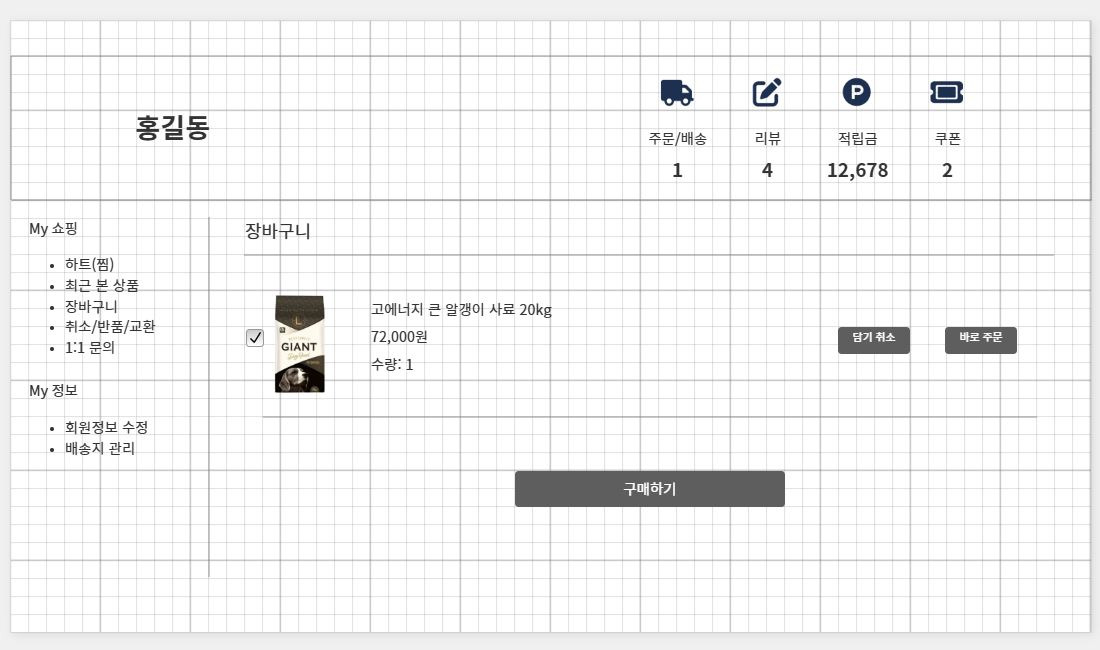 홍길동
주문/배송
리뷰
적립금
쿠폰
1
4
12,678
2
My 쇼핑
하트(찜)
최근 본 상품
장바구니
취소/반품/교환
1:1 문의
My 정보
회원정보 수정
배송지 관리
장바구니
L
GIANT
고에너지 큰 알갱이 사료 20kg
72,000원
수량: 1
담기 취소
바로 주문
구매하기